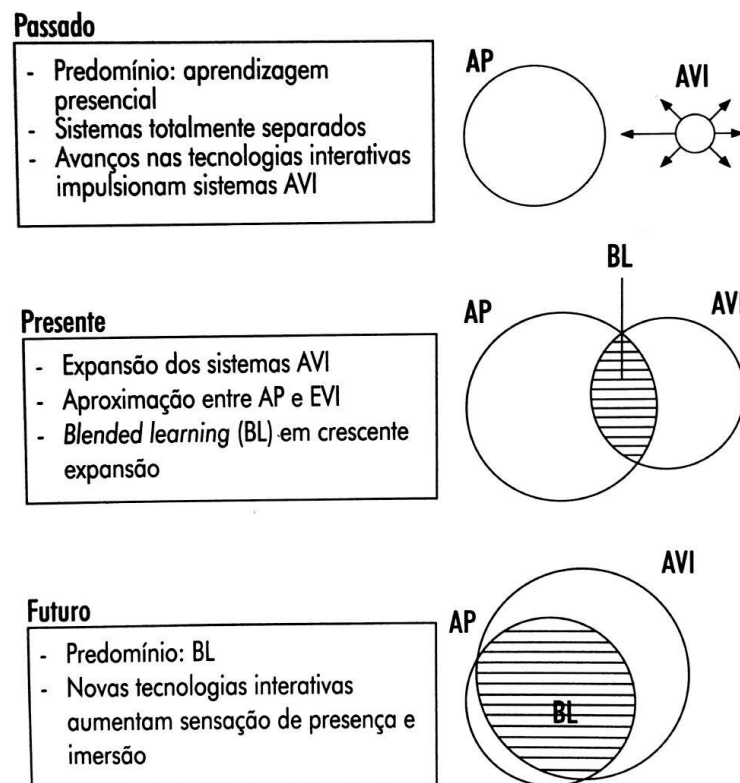 Passado
- Predomínio: aprendizagem
presencial
- Sistemas totalmente separados
- Avanços nas tecnologias interativas
impulsionam sistemas AVI
AP
AVI
Presente
- Expansão dos sistemas AVI
- Aproximação entre AP e EVI
- Blended learning (BL) em crescente
expansão
BL
AP
AVI
Futuro
- Predomínio: BL
- Novas tecnologias interativas
aumentam sensação de presença e
imersão
AVI
AP
BL